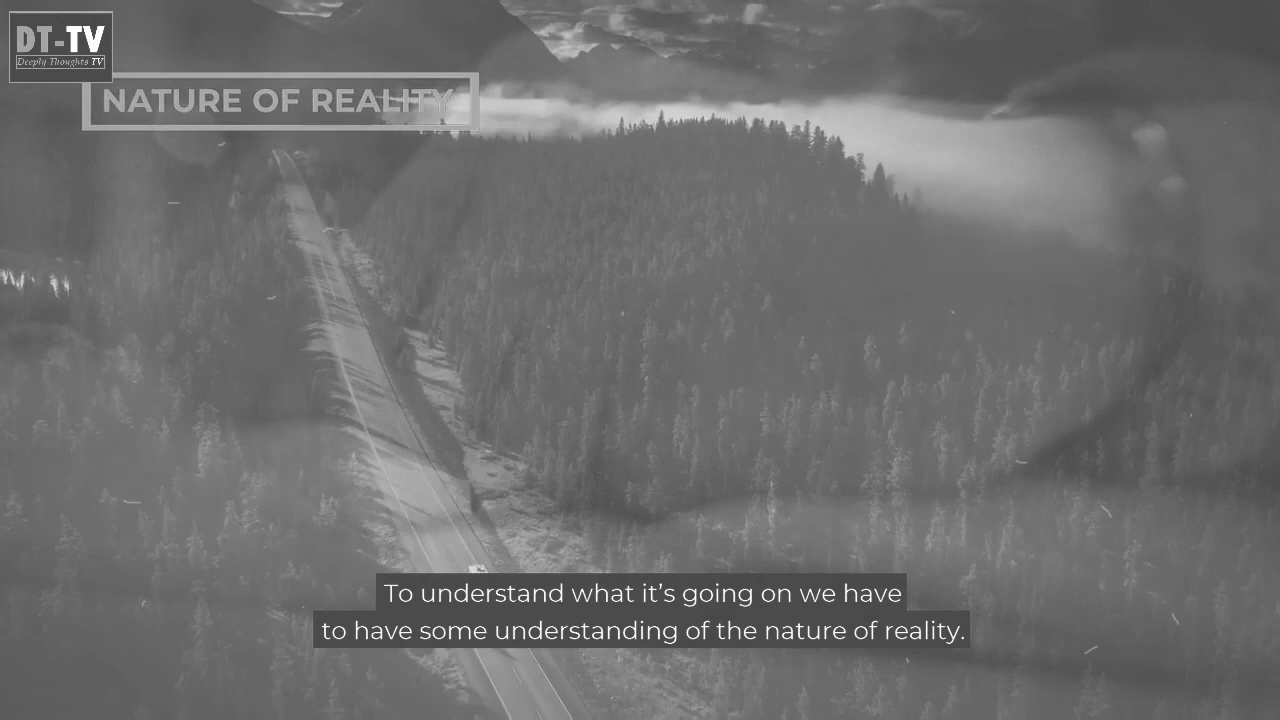 DT-TV
Deeply Thoughts TV
NATURE OF REALITY
To understand what it’s going on we have
to have some understanding of the nature of reality.